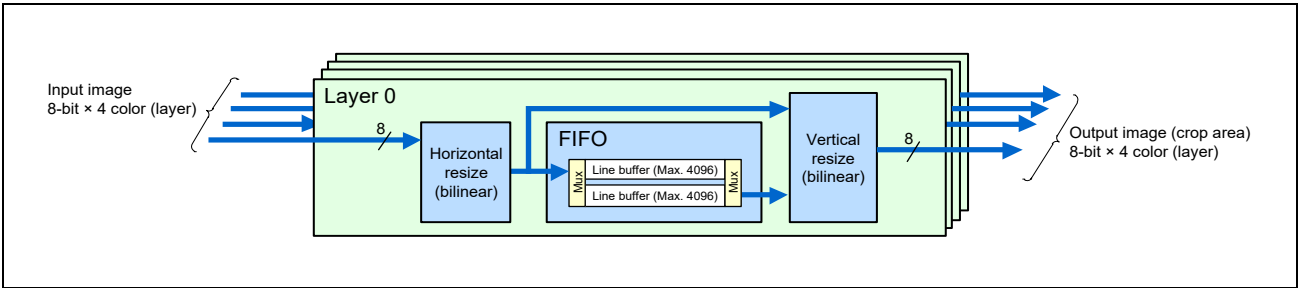 Input image
8-bit × 4 color (layer)
Layer 0
8
Horizontal
resize
(bilinear)
FIFO
Mux
Line buffer (Max. 4096)
Line buffer (Max. 4096)
Mux
Vertical
resize
(bilinear)
8
Output image (crop area)
8-bit × 4 color (layer)